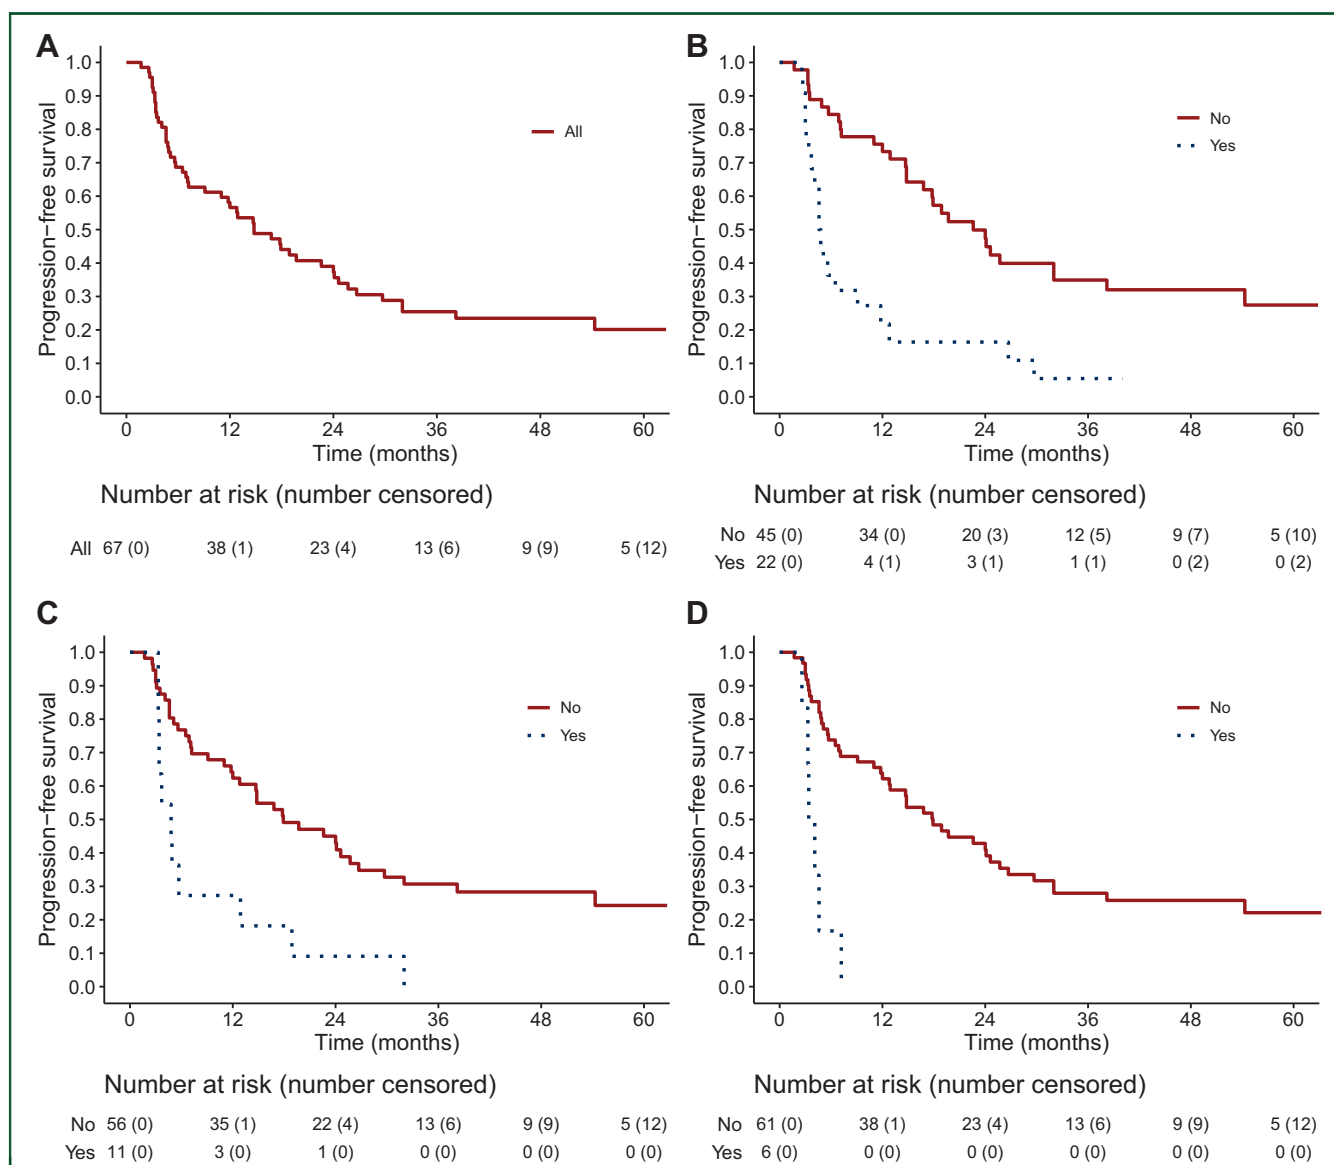 A
Progression-free survival
1.0
0.9
0.8
0.7
0.6
0.5
0.4
0.3
0.2
0.1
0.0
All
0 12 24 36 48 60
Time (months)
Number at risk (number censored)
All 67 (0) 38 (1) 23 (4) 13 (6) 9 (9) 5 (12)
B
Progression-free survival
1.0
0.9
0.8
0.7
0.6
0.5
0.4
0.3
0.2
0.1
0.0
No
Yes
0 12 24 36 48 60
Time (months)
Number at risk (number censored)
No 45 (0) 34 (0) 20 (3) 12 (5) 9 (7) 5 (10)
Yes 22 (0) 4 (1) 3 (1) 1 (1) 0 (2) 0 (2)
C
Progression-free survival
1.0
0.9
0.8
0.7
0.6
0.5
0.4
0.3
0.2
0.1
0.0
No
Yes
0 12 24 36 48 60
Time (months)
Number at risk (number censored)
No 56 (0) 35 (1) 22 (4) 13 (6) 9 (9) 5 (12)
Yes 11 (0) 3 (0) 1 (0) 0 (0) 0 (0) 0 (0)
D
Progression-free survival
1.0
0.9
0.8
0.7
0.6
0.5
0.4
0.3
0.2
0.1
0.0
No
Yes
0 12 24 36 48 60
Time (months)
Number at risk (number censored)
No 61 (0) 38 (1) 23 (4) 13 (6) 9 (9) 5 (12)
Yes 6 (0) 0 (0) 0 (0) 0 (0) 0 (0) 0 (0)